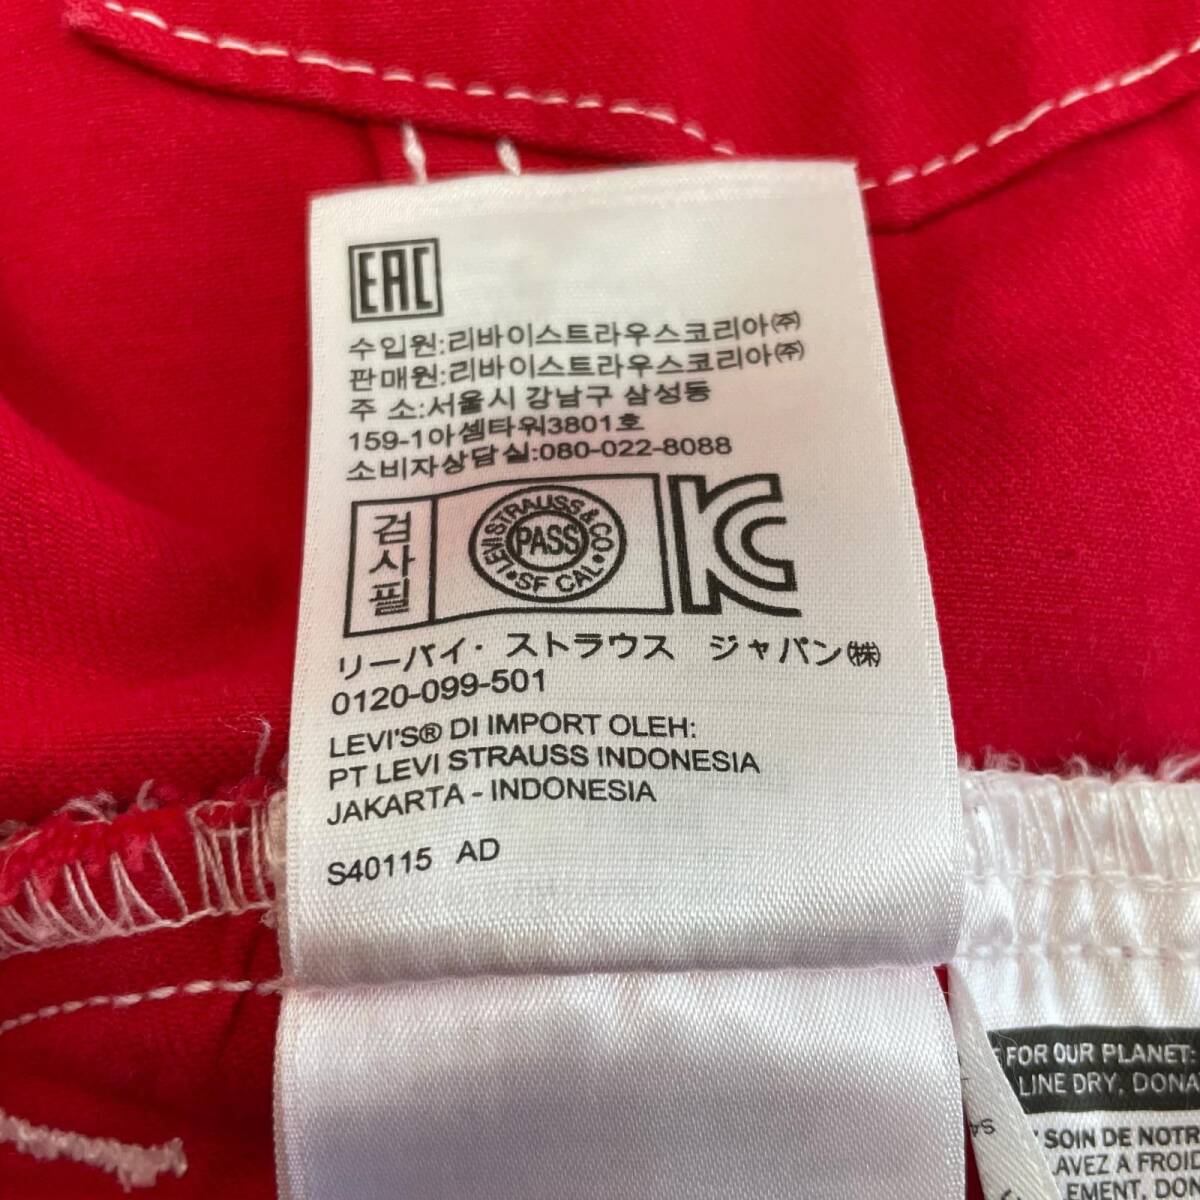 EAC
수입원:리바이스트라우스코리아㈜
판매원:리바이스트라우스코리아㈜
주 소:서울시 강남구 삼성동
159-1아셈타워3801호
소비자상담실:080-022-8088
검사필
LEVI STRAUSS & CO
PASS
SF CAL
KC
リーバイ・ストラウス ジャパン㈱
0120-099-501
LEVI'S® DI IMPORT OLEH:
PT LEVI STRAUSS INDONESIA
JAKARTA - INDONESIA
S40115 AD
FOR OUR PLANET:
LINE DRY, DONA
SOIN DE NOTR
LAVEZ A FROID
EMENT, DON